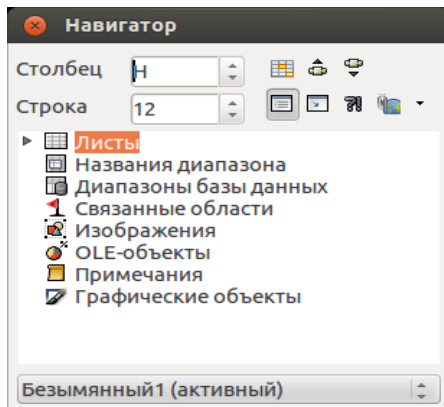 Навигатор
Столбец H
Строка 12
Листы
Названия диапазона
Диапазоны базы данных
Связанные области
Изображения
OLE-объекты
Примечания
Графические объекты
Безымянный1 (активный)